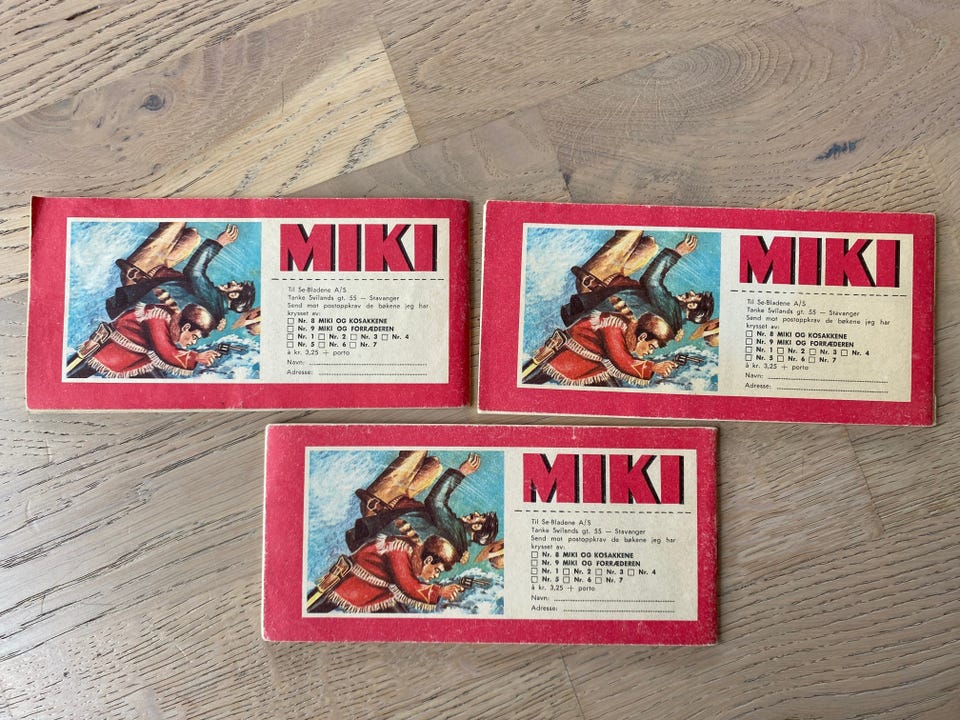 MIKI
Til Se-Bladene A/S
Tanke Svilands gt. 55 — Stavanger
Send mot postoppkrav de bøkene jeg har
krysset av:
□ Nr. 8 MIKI OG KOSAKKENE
□ Nr. 9 MIKI OG FORRÆDEREN
□ Nr. 1 □ Nr. 2 □ Nr. 3 □ Nr. 4
□ Nr. 5 □ Nr. 6 □ Nr. 7
à kr. 3,25 + porto
Navn:
Adresse:
MIKI
Til Se-Bladene A/S
Tanke Svilands gt. 55 — Stavanger
Send mot postoppkrav de bøkene jeg har
krysset av:
□ Nr. 8 MIKI OG KOSAKKENE
□ Nr. 9 MIKI OG FORRÆDEREN
□ Nr. 1 □ Nr. 2 □ Nr. 3 □ Nr. 4
□ Nr. 5 □ Nr. 6 □ Nr. 7
à kr. 3,25 + porto
Navn:
Adresse:
MIKI
Til Se-Bladene A/S
Tanke Svilands gt. 55 — Stavanger
Send mot postoppkrav de bøkene jeg har
krysset av:
□ Nr. 8 MIKI OG KOSAKKENE
□ Nr. 9 MIKI OG FORRÆDEREN
□ Nr. 1 □ Nr. 2 □ Nr. 3 □ Nr. 4
□ Nr. 5 □ Nr. 6 □ Nr. 7
à kr. 3,25 + porto
Navn:
Adresse: